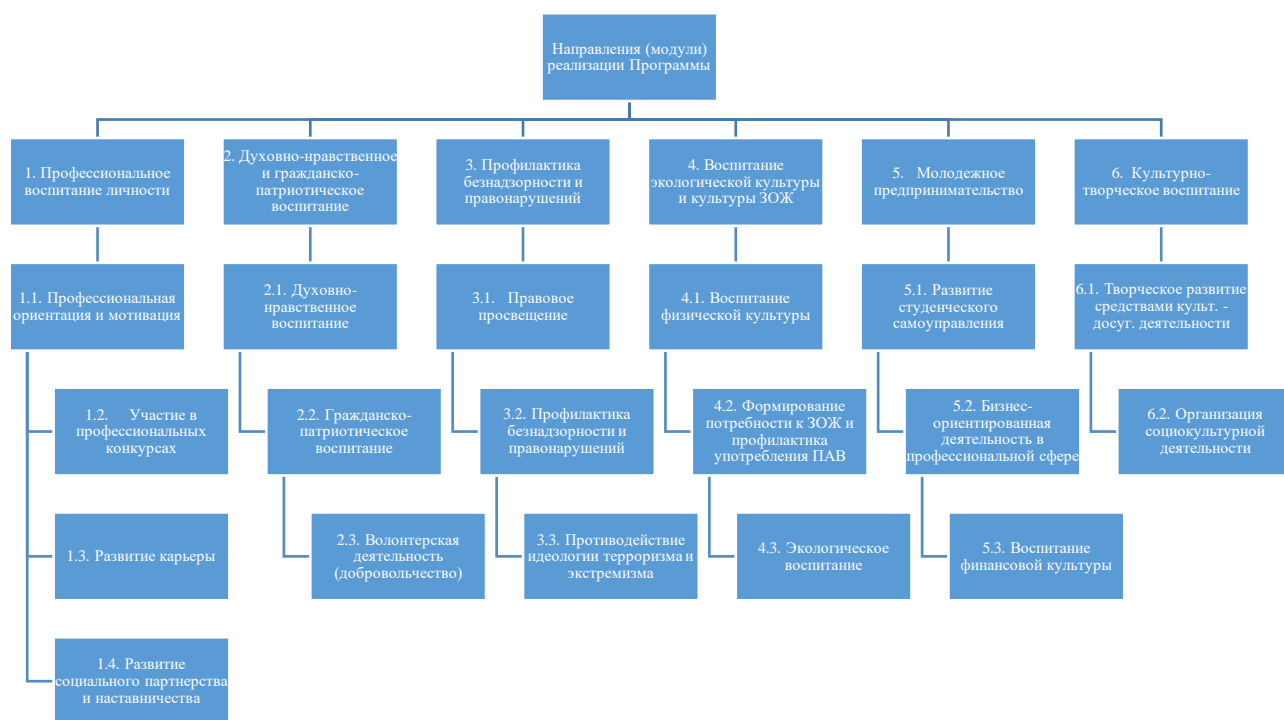 Направления (модули)
реализации Программы
1. Профессиональное
воспитание личности
2. Духовно-нравственное
и гражданско-
патриотическое
воспитание
3. Профилактика
безнадзорности и
правонарушений
4. Воспитание
экологической культуры
и культуры ЗОЖ
5. Молодежное
предпринимательство
6. Культурно-
творческое воспитание
1.1. Профессиональная
ориентация и мотивация
2.1. Духовно-
нравственное
воспитание
3.1. Правовое
просвещение
4.1. Воспитание
физической культуры
5.1. Развитие
студенческого
самоуправления
6.1. Творческое развитие
средствами культ. -
досуг. деятельности
1.2. Участие в
профессиональных
конкурсах
2.2. Гражданско-
патриотическое
воспитание
3.2. Профилактика
безнадзорности и
правонарушений
4.2. Формирование
потребности к ЗОЖ и
профилактика
употребления ПАВ
5.2. Бизнес-
ориентированная
деятельность в
профессиональной сфере
6.2. Организация
социокультурной
деятельности
1.3. Развитие карьеры
2.3. Волонтерская
деятельность
(добровольчество)
3.3. Противодействие
идеологии терроризма и
экстремизма
4.3. Экологическое
воспитание
5.3. Воспитание
финансовой культуры
1.4. Развитие
социального партнерства
и наставничества